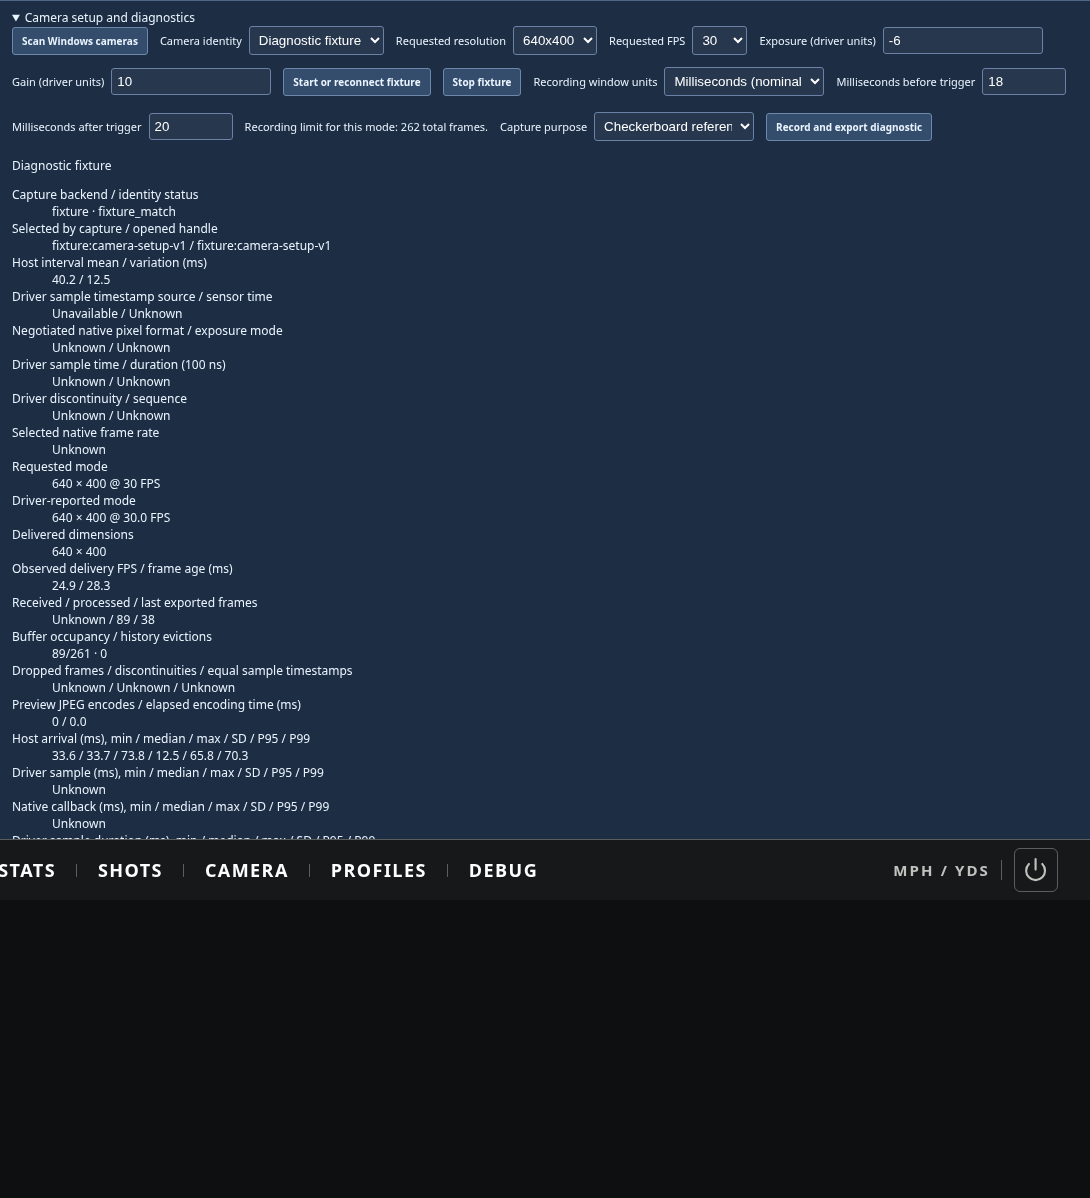 ▼ Camera setup and diagnostics
Scan Windows cameras Camera identity Diagnostic fixture Requested resolution 640x400 Requested FPS 30 Exposure (driver units) -6
Gain (driver units) 10 Start or reconnect fixture Stop fixture Recording window units Milliseconds (nominal Milliseconds before trigger 18
Milliseconds after trigger 20 Recording limit for this mode: 262 total frames. Capture purpose Checkerboard referen Record and export diagnostic
Diagnostic fixture
Capture backend / identity status
fixture · fixture_match
Selected by capture / opened handle
fixture:camera-setup-v1 / fixture:camera-setup-v1
Host interval mean / variation (ms)
40.2 / 12.5
Driver sample timestamp source / sensor time
Unavailable / Unknown
Negotiated native pixel format / exposure mode
Unknown / Unknown
Driver sample time / duration (100 ns)
Unknown / Unknown
Driver discontinuity / sequence
Unknown / Unknown
Selected native frame rate
Unknown
Requested mode
640 × 400 @ 30 FPS
Driver-reported mode
640 × 400 @ 30.0 FPS
Delivered dimensions
640 × 400
Observed delivery FPS / frame age (ms)
24.9 / 28.3
Received / processed / last exported frames
Unknown / 89 / 38
Buffer occupancy / history evictions
89/261 · 0
Dropped frames / discontinuities / equal sample timestamps
Unknown / Unknown / Unknown
Preview JPEG encodes / elapsed encoding time (ms)
0 / 0.0
Host arrival (ms), min / median / max / SD / P95 / P99
33.6 / 33.7 / 73.8 / 12.5 / 65.8 / 70.3
Driver sample (ms), min / median / max / SD / P95 / P99
Unknown
Native callback (ms), min / median / max / SD / P95 / P99
Unknown
Driver sample duration (ms), min / median / max / SD / P95 / P99
STATS SHOTS CAMERA PROFILES DEBUG MPH / YDS